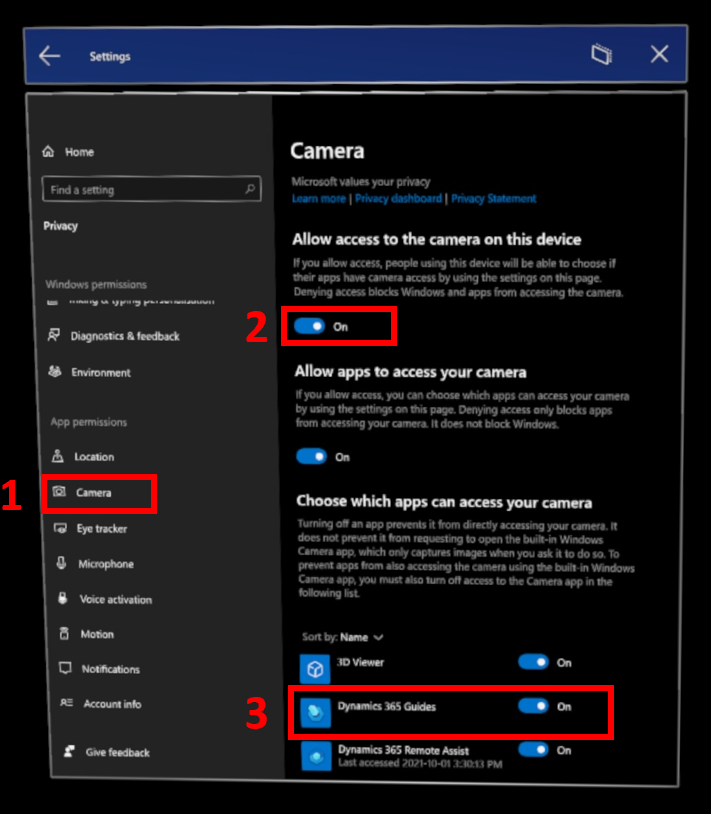 Settings
Home
Find a setting
Privacy
Windows permissions
Inking & typing personalisation
Diagnostics & feedback
Environment
App permissions
Location
1
Camera
Eye tracker
Microphone
Voice activation
Motion
Notifications
Account info
Give feedback
Camera
Microsoft values your privacy
Learn more | Privacy dashboard | Privacy Statement
Allow access to the camera on this device
If you allow access, people using this device will be able to choose if
their apps have camera access by using the settings on this page.
Denying access blocks Windows and apps from accessing the camera.
2
On
Allow apps to access your camera
If you allow access, you can choose which apps can access your camera
by using the settings on this page. Denying access only blocks apps
from accessing your camera. It does not block Windows.
On
Choose which apps can access your camera
Turning off an app prevents it from directly accessing your camera. It
does not prevent it from requesting to open the built-in Windows
Camera app, which only captures images when you ask it to do so. To
prevent apps from also accessing the camera using the built-in Windows
Camera app, you must also turn off access to the Camera app in the
following list.
Sort by: Name
3D Viewer On
3
Dynamics 365 Guides On
Dynamics 365 Remote Assist On
Last accessed 2021-10-01 3:30:13 PM